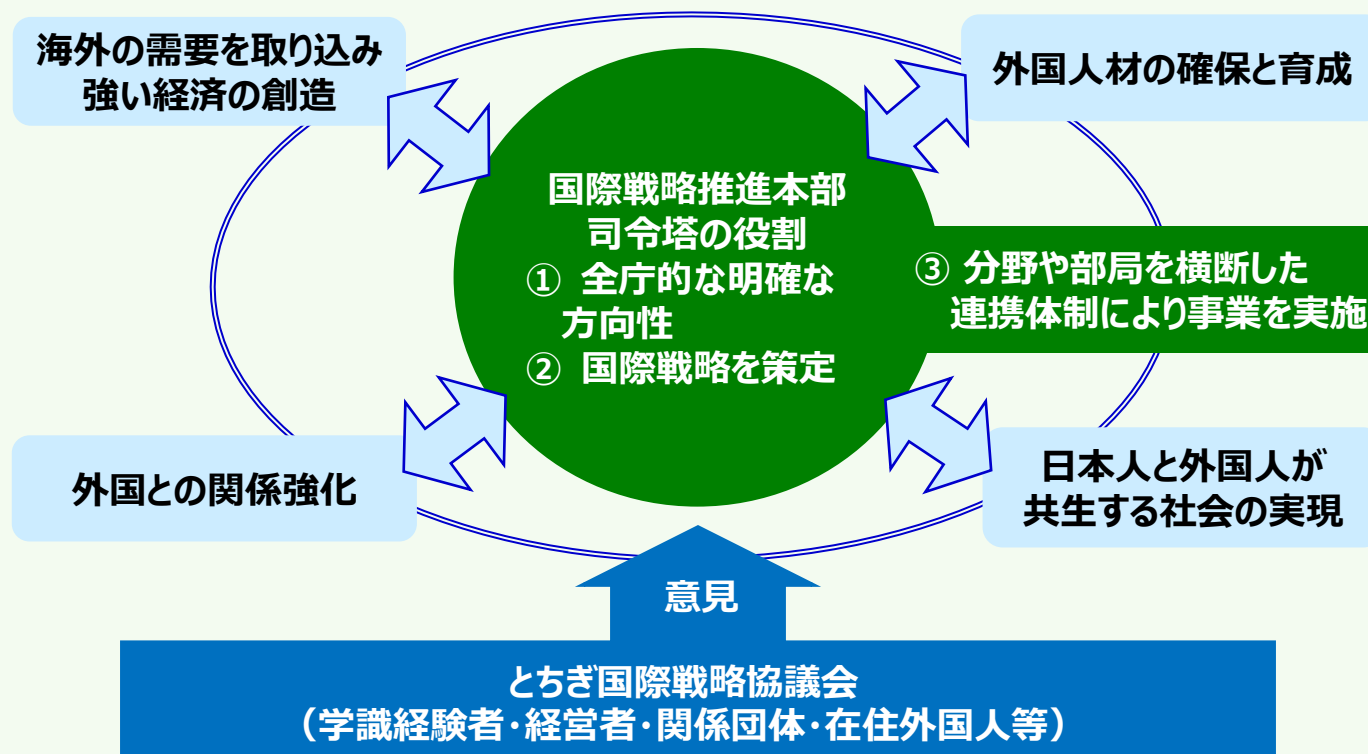 海外の需要を取り込み
強い経済の創造
外国人材の確保と育成
国際戦略推進本部
司令塔の役割
① 全庁的な明確な
方向性
② 国際戦略を策定
③ 分野や部局を横断した
連携体制により事業を実施
外国との関係強化
日本人と外国人が
共生する社会の実現
意見
とちぎ国際戦略協議会
（学識経験者・経営者・関係団体・在住外国人等）